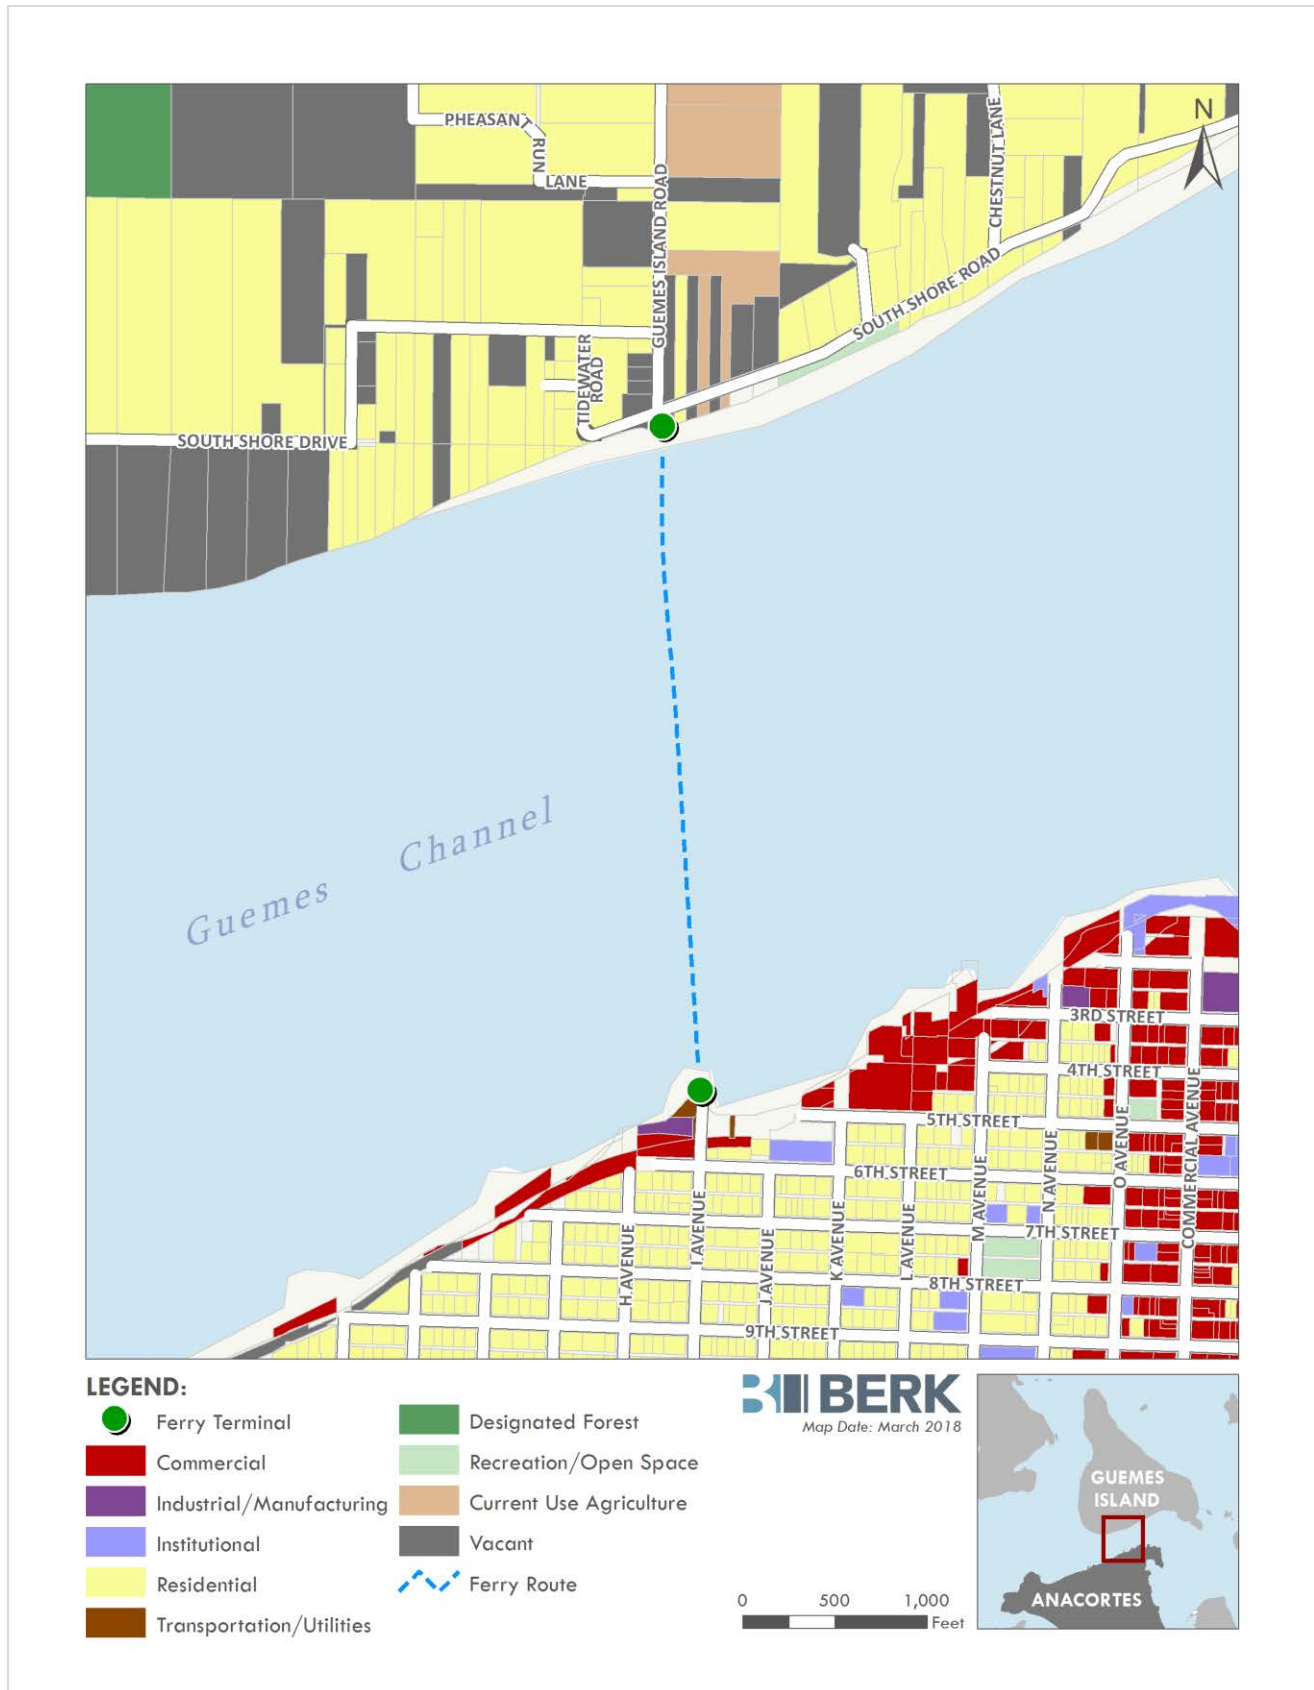 N
PHEASANT
RUN
LANE
GUEMES ISLAND ROAD
CHESTNUT LANE
SOUTH SHORE ROAD
TIDEWATER
ROAD
SOUTH SHORE DRIVE
Guemes Channel
3RD STREET
4TH STREET
5TH STREET
6TH STREET
7TH STREET
8TH STREET
9TH STREET
H AVENUE
I AVENUE
J AVENUE
K AVENUE
L AVENUE
M AVENUE
N AVENUE
O AVENUE
COMMERCIAL AVENUE
LEGEND:
Ferry Terminal
Commercial
Industrial/Manufacturing
Institutional
Residential
Transportation/Utilities
Designated Forest
Recreation/Open Space
Current Use Agriculture
Vacant
Ferry Route
BERK
Map Date: March 2018
0 500 1,000
Feet
GUEMES
ISLAND
ANACORTES